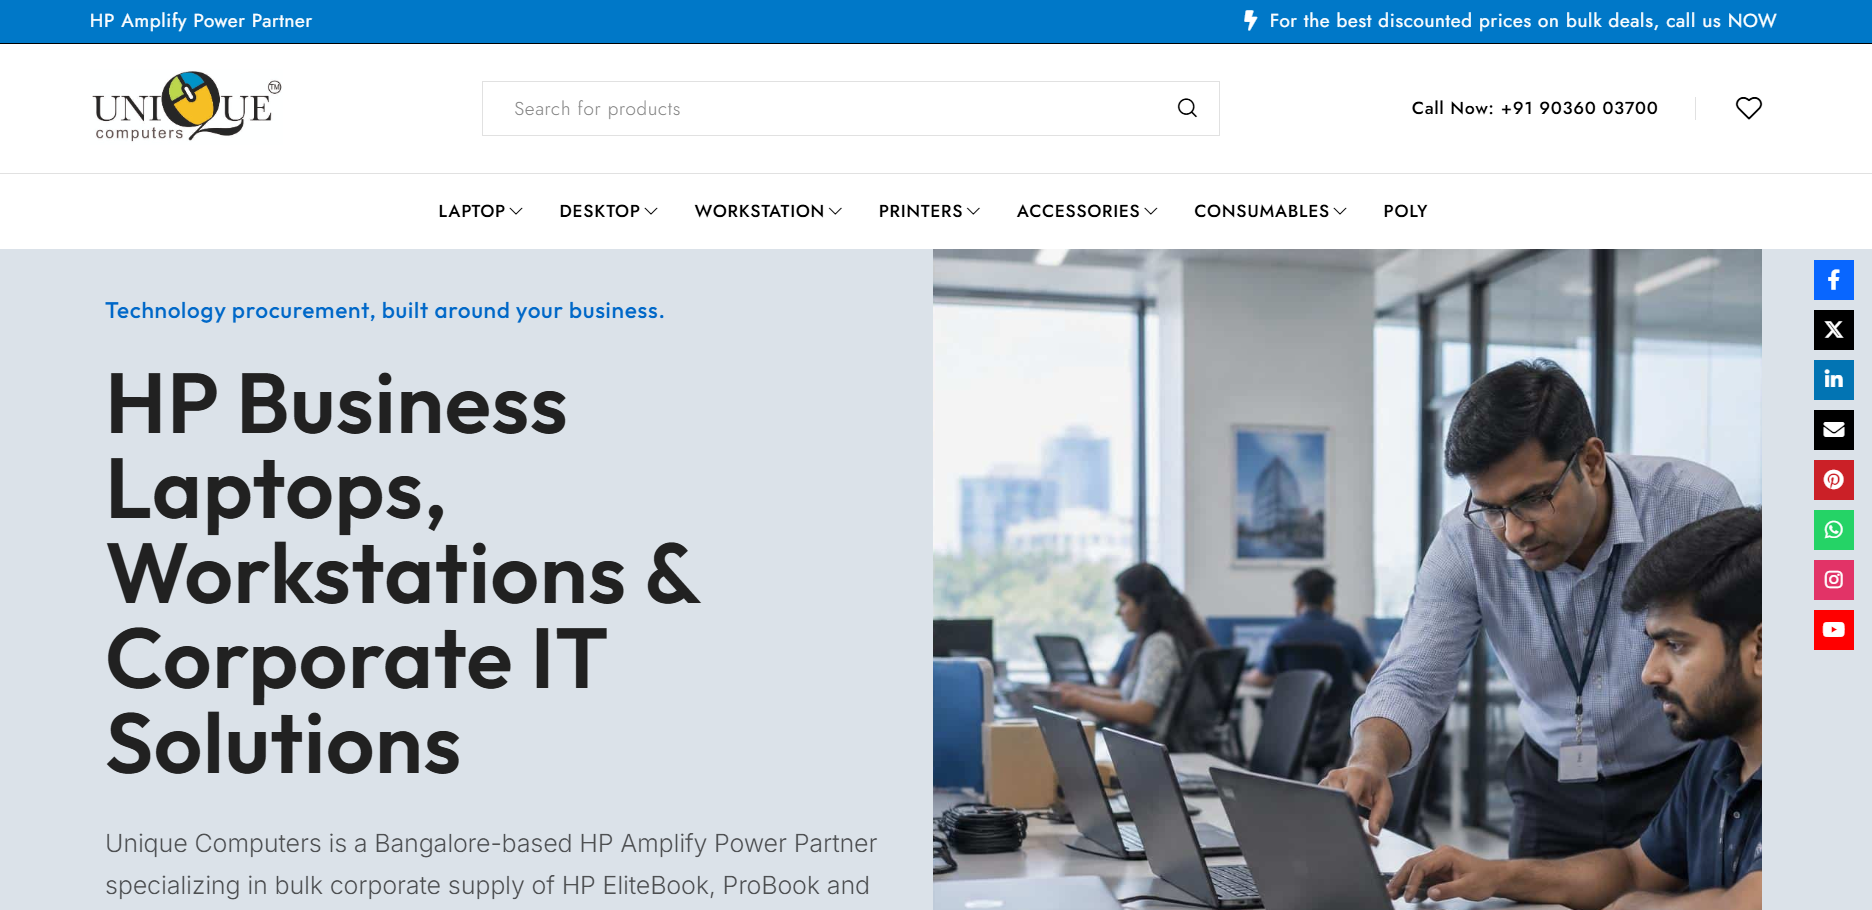 HP Amplify Power Partner
For the best discounted prices on bulk deals, call us NOW
UNIQUE TM
computers
Search for products
Call Now: +91 90360 03700
LAPTOP DESKTOP WORKSTATION PRINTERS ACCESSORIES CONSUMABLES POLY
Technology procurement, built around your business.
HP Business
Laptops,
Workstations &
Corporate IT
Solutions
Unique Computers is a Bangalore-based HP Amplify Power Partner
specializing in bulk corporate supply of HP EliteBook, ProBook and